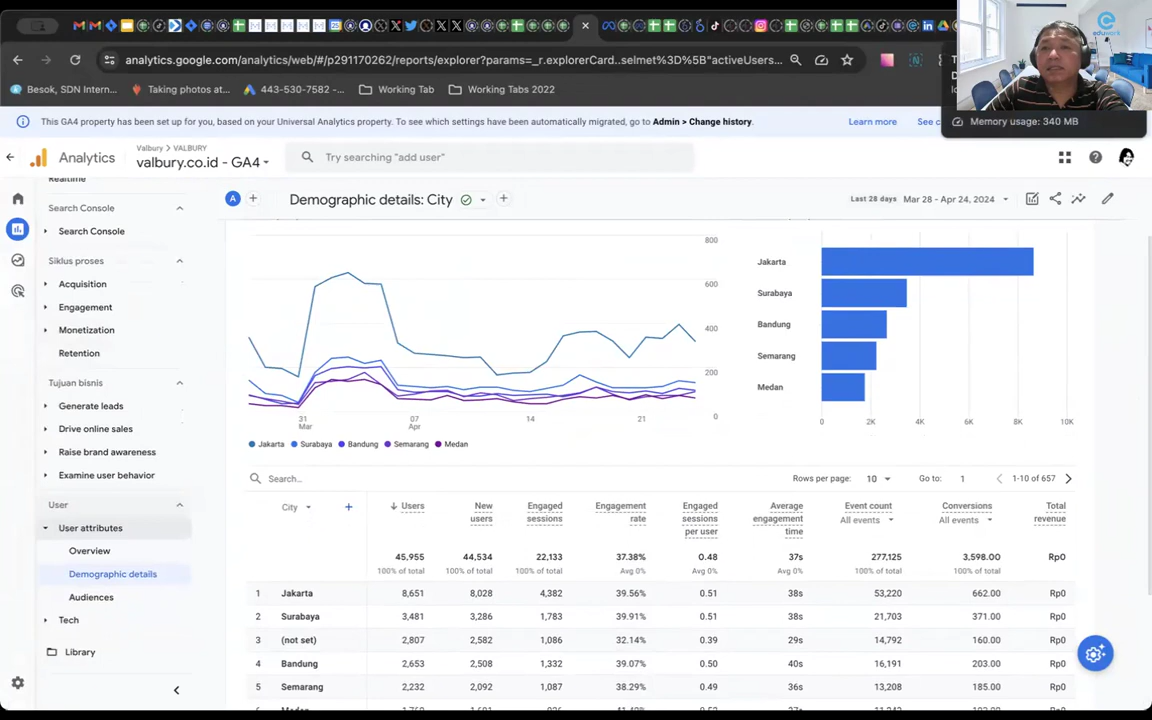 analytics.google.com/analytics/web/#/p291170262/reports/explorer?params=_r.explorerCard..selmet%3D%5B"activeUsers...
Besok, SDN Intern...
Taking photos at...
443-530-7582 -...
Working Tab
Working Tabs 2022
eduwork
Memory usage: 340 MB
This GA4 property has been set up for you, based on your Universal Analytics property. To see which settings have been automatically migrated, go to Admin > Change history.
Learn more
Analytics
Valbury > VALBURY
valbury.co.id - GA4
Try searching "add user"
Realtime
Search Console
Search Console
Siklus proses
Acquisition
Engagement
Monetization
Retention
Tujuan bisnis
Generate leads
Drive online sales
Raise brand awareness
Examine user behavior
User
User attributes
Overview
Demographic details
Audiences
Tech
Library
A
Demographic details: City
Last 28 days Mar 28 - Apr 24, 2024
800
600
400
200
0
31
Mar
07
Apr
14
21
Jakarta Surabaya Bandung Semarang Medan
Jakarta
Surabaya
Bandung
Semarang
Medan
0 2K 4K 6K 8K 10K
Search...
Rows per page: 10 Go to: 1 1-10 of 657
City + Users New users Engaged sessions Engagement rate Engaged sessions per user Average engagement time Event count All events Conversions All events Total revenue
45,955 44,534 22,133 37.38% 0.48 37s 277,125 3,598.00 Rp0
100% of total 100% of total 100% of total Avg 0% Avg 0% Avg 0% 100% of total 100% of total
1 Jakarta 8,651 8,028 4,382 39.56% 0.51 38s 53,220 662.00 Rp0
2 Surabaya 3,481 3,286 1,783 39.91% 0.51 38s 21,703 371.00 Rp0
3 (not set) 2,807 2,582 1,086 32.14% 0.39 29s 14,792 160.00 Rp0
4 Bandung 2,653 2,508 1,332 39.07% 0.50 40s 16,191 203.00 Rp0
5 Semarang 2,232 2,092 1,087 38.29% 0.49 36s 13,208 185.00 Rp0